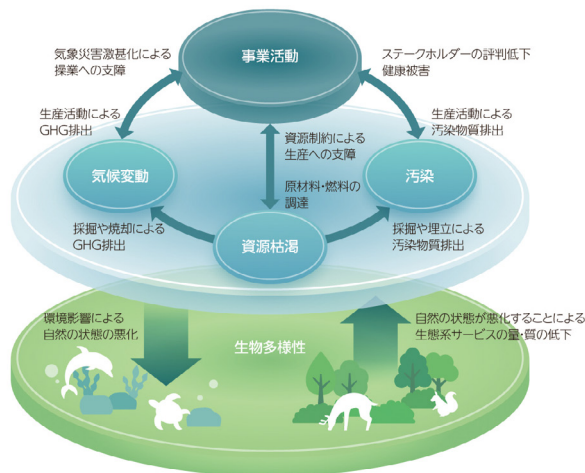 気象災害激甚化による
操業への支障
事業活動
ステークホルダーの評判低下
健康被害
生産活動による
GHG排出
資源制約による
生産への支障
生産活動による
汚染物質排出
気候変動
原材料・燃料の
調達
汚染
採掘や焼却による
GHG排出
資源枯渇
採掘や埋立による
汚染物質排出
環境影響による
自然の状態の悪化
生物多様性
自然の状態が悪化することによる
生態系サービスの量・質の低下